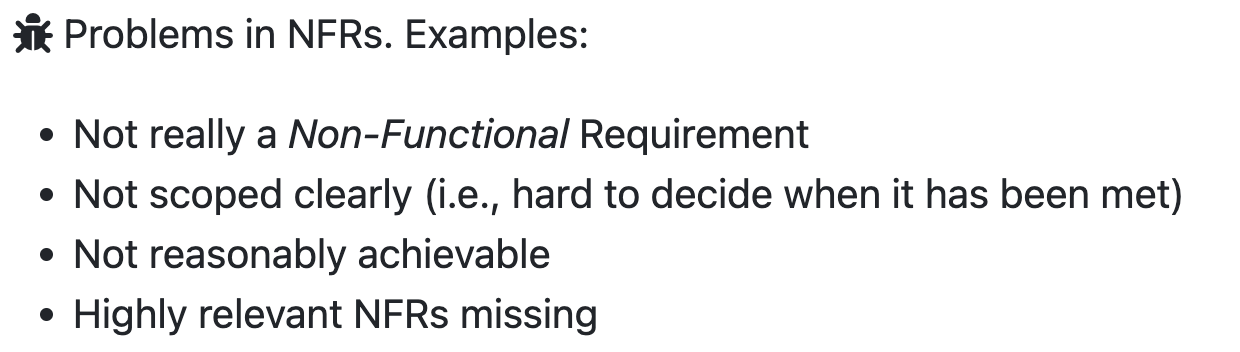 Problems in NFRs. Examples:
• Not really a Non-Functional Requirement
• Not scoped clearly (i.e., hard to decide when it has been met)
• Not reasonably achievable
• Highly relevant NFRs missing